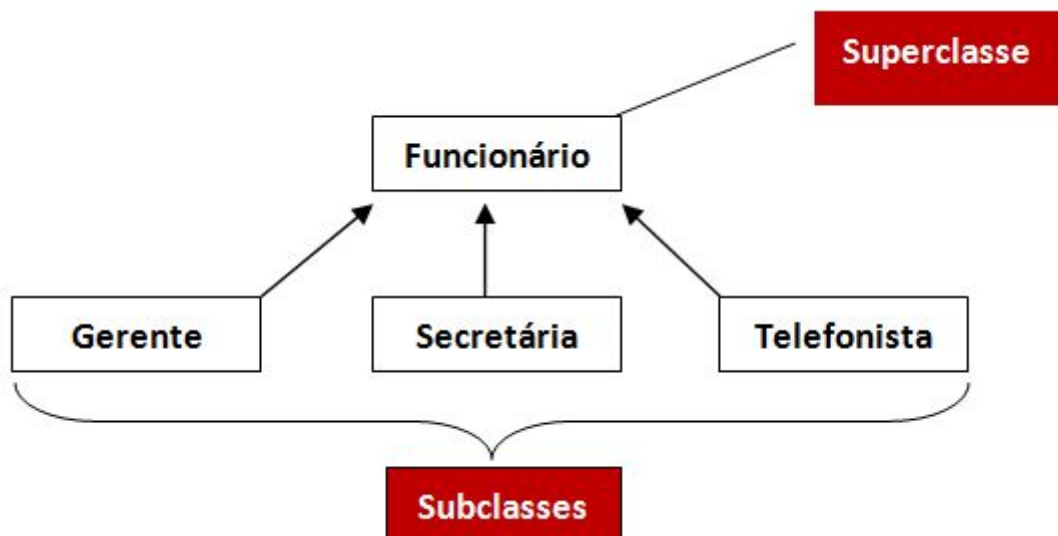 Superclasse
Funcionário
Gerente
Secretária
Telefonista
Subclasses